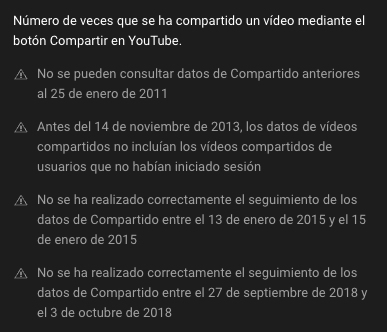 Número de veces que se ha compartido un vídeo mediante el
botón Compartir en YouTube.
No se pueden consultar datos de Compartido anteriores
al 25 de enero de 2011
Antes del 14 de noviembre de 2013, los datos de vídeos
compartidos no incluían los vídeos compartidos de
usuarios que no habían iniciado sesión
No se ha realizado correctamente el seguimiento de los
datos de Compartido entre el 13 de enero de 2015 y el 15
de enero de 2015
No se ha realizado correctamente el seguimiento de los
datos de Compartido entre el 27 de septiembre de 2018 y
el 3 de octubre de 2018